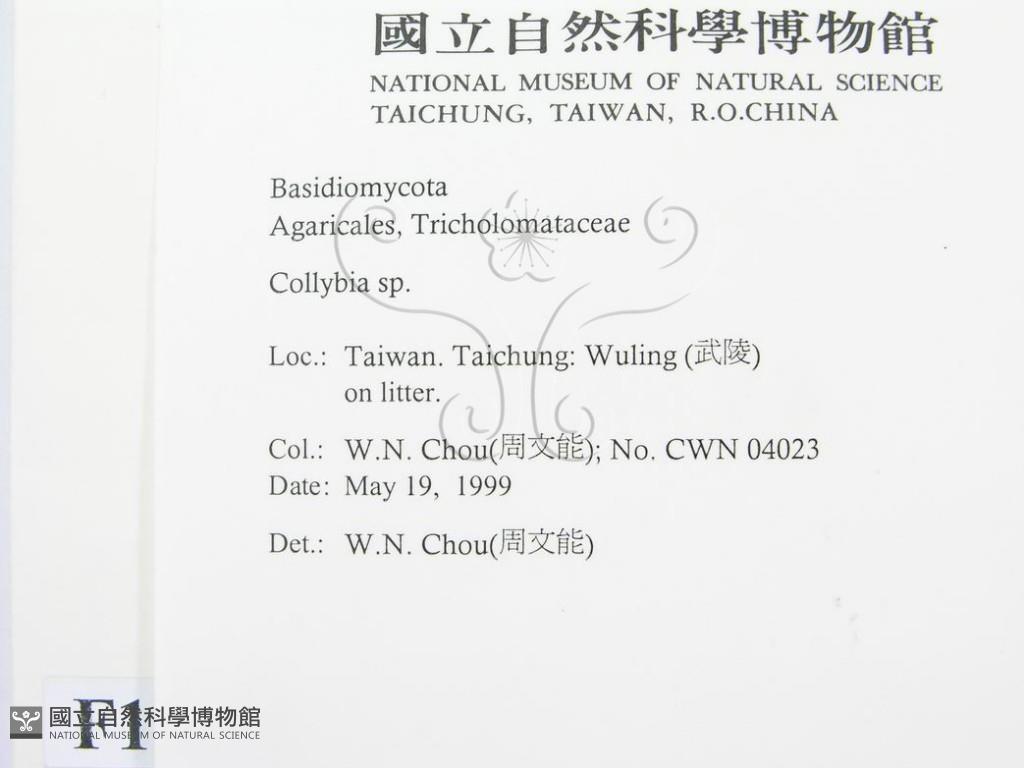 國立自然科學博物館
NATIONAL MUSEUM OF NATURAL SCIENCE
TAICHUNG, TAIWAN, R.O.CHINA
Basidiomycota
Agaricales, Tricholomataceae
Collybia sp.
Loc.: Taiwan. Taichung: Wuling (武陵)
on litter.
Col.: W.N. Chou(周文能); No. CWN 04023
Date: May 19, 1999
Det.: W.N. Chou(周文能)
F1
國立自然科學博物館
NATIONAL MUSEUM OF NATURAL SCIENCE